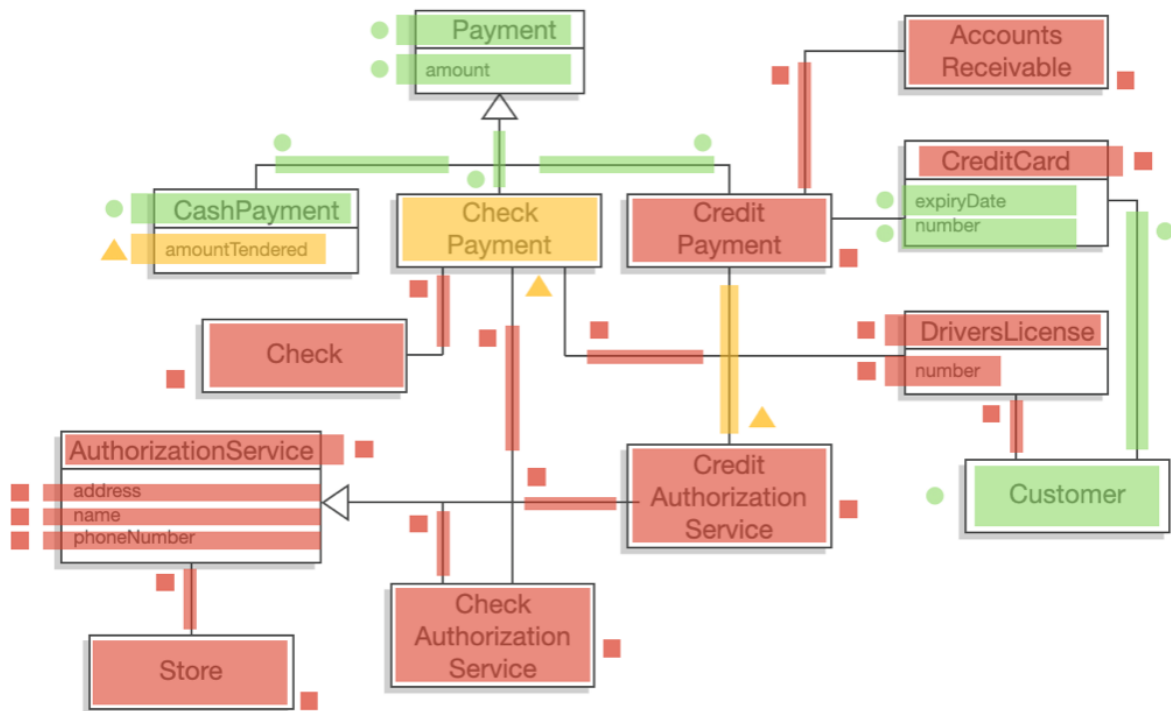 Payment
amount
Accounts
Receivable
CreditCard
expiryDate
number
CashPayment
amountTendered
Check
Payment
Credit
Payment
DriversLicense
number
Check
AuthorizationService
address
name
phoneNumber
Credit
Authorization
Service
Customer
Check
Authorization
Service
Store